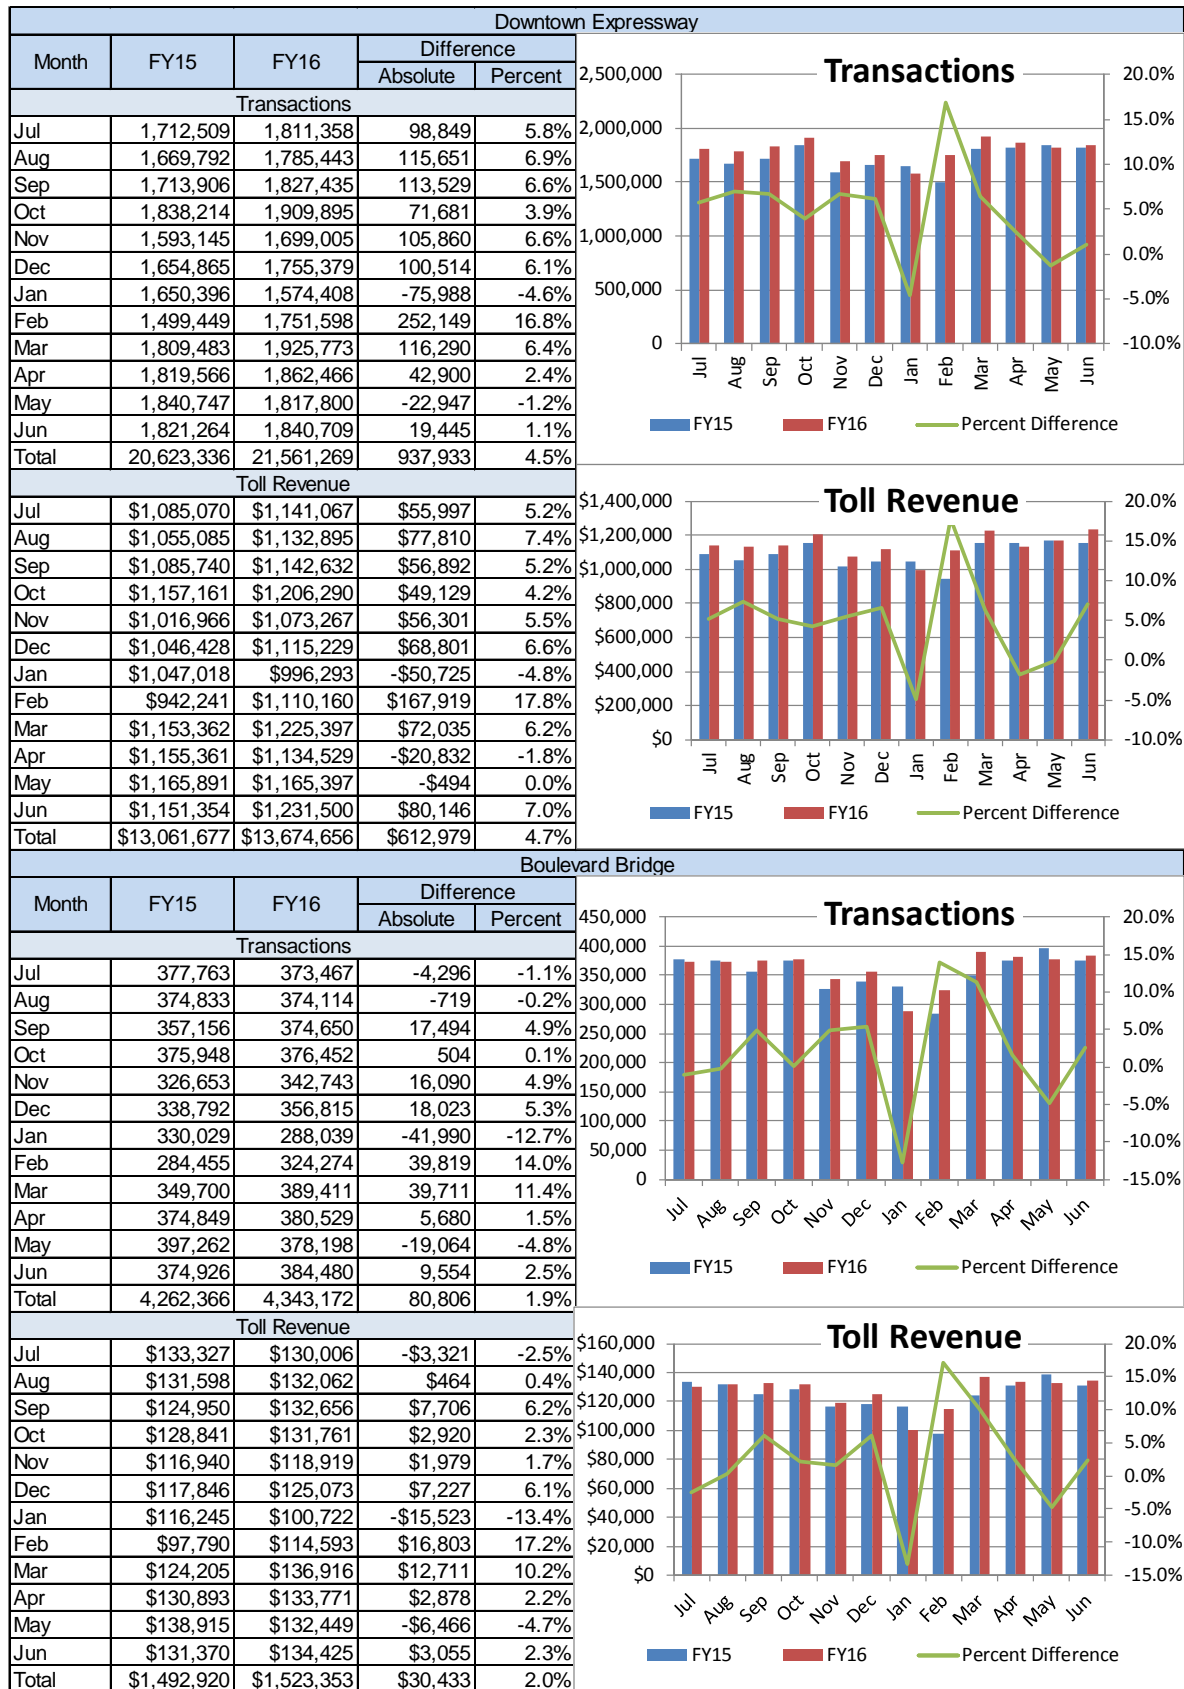 Downtown Expressway
Month FY15 FY16 Difference
Absolute Percent
Transactions
Jul 1,712,509 1,811,358 98,849 5.8%
Aug 1,669,792 1,785,443 115,651 6.9%
Sep 1,713,906 1,827,435 113,529 6.6%
Oct 1,838,214 1,909,895 71,681 3.9%
Nov 1,593,145 1,699,005 105,860 6.6%
Dec 1,654,865 1,755,379 100,514 6.1%
Jan 1,650,396 1,574,408 -75,988 -4.6%
Feb 1,499,449 1,751,598 252,149 16.8%
Mar 1,809,483 1,925,773 116,290 6.4%
Apr 1,819,566 1,862,466 42,900 2.4%
May 1,840,747 1,817,800 -22,947 -1.2%
Jun 1,821,264 1,840,709 19,445 1.1%
Total 20,623,336 21,561,269 937,933 4.5%
Transactions
2,500,000 20.0%
2,000,000 15.0%
1,500,000 10.0%
1,000,000 5.0%
500,000 0.0%
0 -5.0%
-10.0%
Jul Aug Sep Oct Nov Dec Jan Feb Mar Apr May Jun
FY15 FY16 Percent Difference
Toll Revenue
Jul $1,085,070 $1,141,067 $55,997 5.2%
Aug $1,055,085 $1,132,895 $77,810 7.4%
Sep $1,085,740 $1,142,632 $56,892 5.2%
Oct $1,157,161 $1,206,290 $49,129 4.2%
Nov $1,016,966 $1,073,267 $56,301 5.5%
Dec $1,046,428 $1,115,229 $68,801 6.6%
Jan $1,047,018 $996,293 -$50,725 -4.8%
Feb $942,241 $1,110,160 $167,919 17.8%
Mar $1,153,362 $1,225,397 $72,035 6.2%
Apr $1,155,361 $1,134,529 -$20,832 -1.8%
May $1,165,891 $1,165,397 -$494 0.0%
Jun $1,151,354 $1,231,500 $80,146 7.0%
Total $13,061,677 $13,674,656 $612,979 4.7%
Toll Revenue
$1,400,000 20.0%
$1,200,000 15.0%
$1,000,000 10.0%
$800,000 5.0%
$600,000 0.0%
$400,000 -5.0%
$200,000 -10.0%
$0
Jul Aug Sep Oct Nov Dec Jan Feb Mar Apr May Jun
FY15 FY16 Percent Difference
Boulevard Bridge
Month FY15 FY16 Difference
Absolute Percent
Transactions
Jul 377,763 373,467 -4,296 -1.1%
Aug 374,833 374,114 -719 -0.2%
Sep 357,156 374,650 17,494 4.9%
Oct 375,948 376,452 504 0.1%
Nov 326,653 342,743 16,090 4.9%
Dec 338,792 356,815 18,023 5.3%
Jan 330,029 288,039 -41,990 -12.7%
Feb 284,455 324,274 39,819 14.0%
Mar 349,700 389,411 39,711 11.4%
Apr 374,849 380,529 5,680 1.5%
May 397,262 378,198 -19,064 -4.8%
Jun 374,926 384,480 9,554 2.5%
Total 4,262,366 4,343,172 80,806 1.9%
Transactions
450,000 20.0%
400,000 15.0%
350,000 10.0%
300,000 5.0%
250,000 0.0%
200,000 -5.0%
150,000 -10.0%
100,000 -15.0%
50,000
0
Jul Aug Sep Oct Nov Dec Jan Feb Mar Apr May Jun
FY15 FY16 Percent Difference
Toll Revenue
Jul $133,327 $130,006 -$3,321 -2.5%
Aug $131,598 $132,062 $464 0.4%
Sep $124,950 $132,656 $7,706 6.2%
Oct $128,841 $131,761 $2,920 2.3%
Nov $116,940 $118,919 $1,979 1.7%
Dec $117,846 $125,073 $7,227 6.1%
Jan $116,245 $100,722 -$15,523 -13.4%
Feb $97,790 $114,593 $16,803 17.2%
Mar $124,205 $136,916 $12,711 10.2%
Apr $130,893 $133,771 $2,878 2.2%
May $138,915 $132,449 -$6,466 -4.7%
Jun $131,370 $134,425 $3,055 2.3%
Total $1,492,920 $1,523,353 $30,433 2.0%
Toll Revenue
$160,000 20.0%
$140,000 15.0%
$120,000 10.0%
$100,000 5.0%
$80,000 0.0%
$60,000 -5.0%
$40,000 -10.0%
$20,000 -15.0%
$0
Jul Aug Sep Oct Nov Dec Jan Feb Mar Apr May Jun
FY15 FY16 Percent Difference